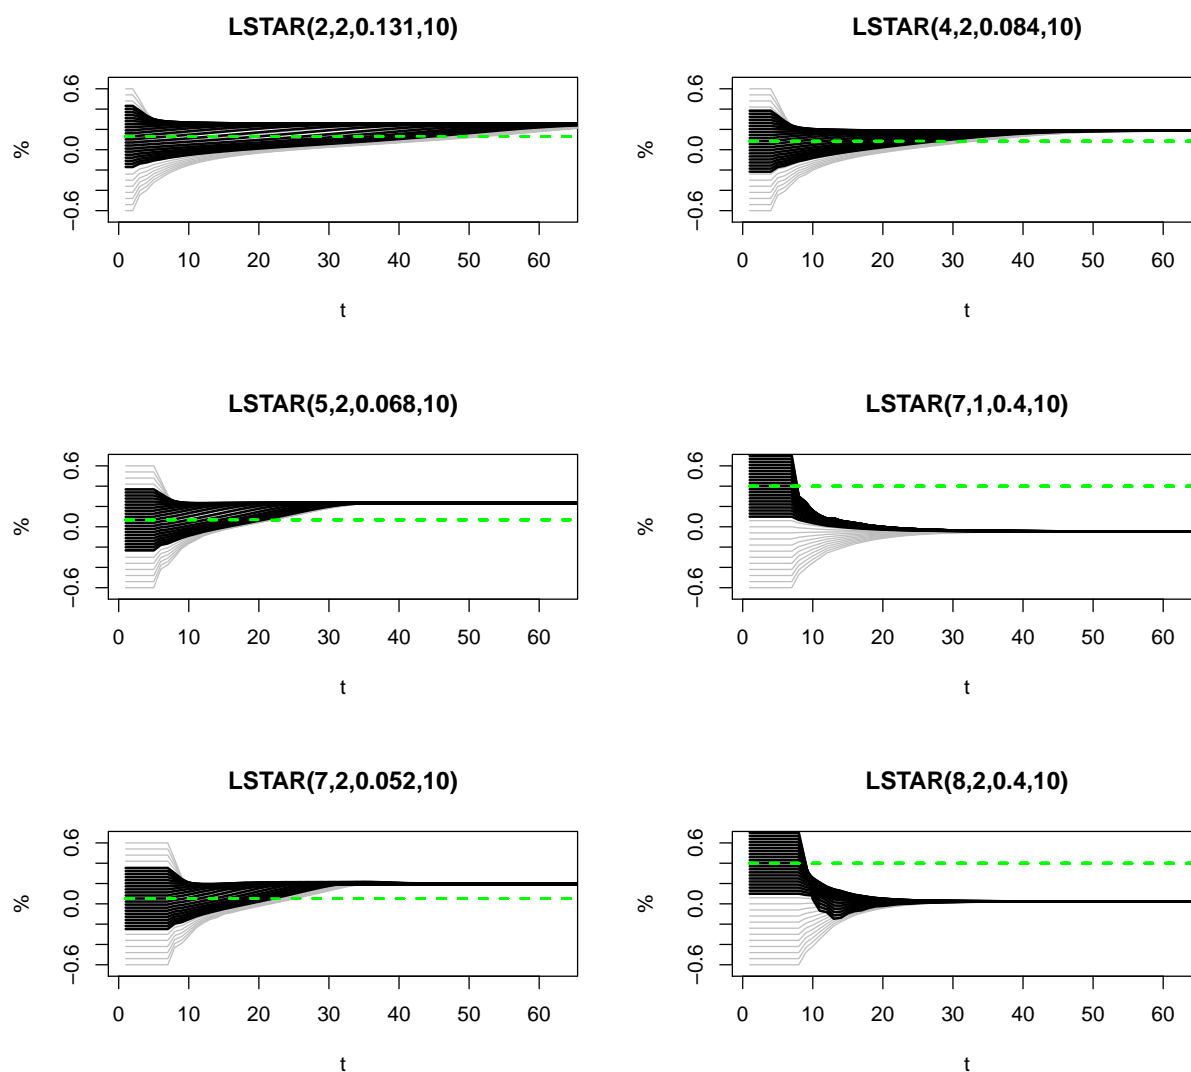 LSTAR(2,2,0.131,10)
%
0.6
0.0
−0.6
0 10 20 30 40 50 60
t
LSTAR(4,2,0.084,10)
%
0.6
0.0
−0.6
0 10 20 30 40 50 60
t
LSTAR(5,2,0.068,10)
%
0.6
0.0
−0.6
0 10 20 30 40 50 60
t
LSTAR(7,1,0.4,10)
%
0.6
0.0
−0.6
0 10 20 30 40 50 60
t
LSTAR(7,2,0.052,10)
%
0.6
0.0
−0.6
0 10 20 30 40 50 60
t
LSTAR(8,2,0.4,10)
%
0.6
0.0
−0.6
0 10 20 30 40 50 60
t